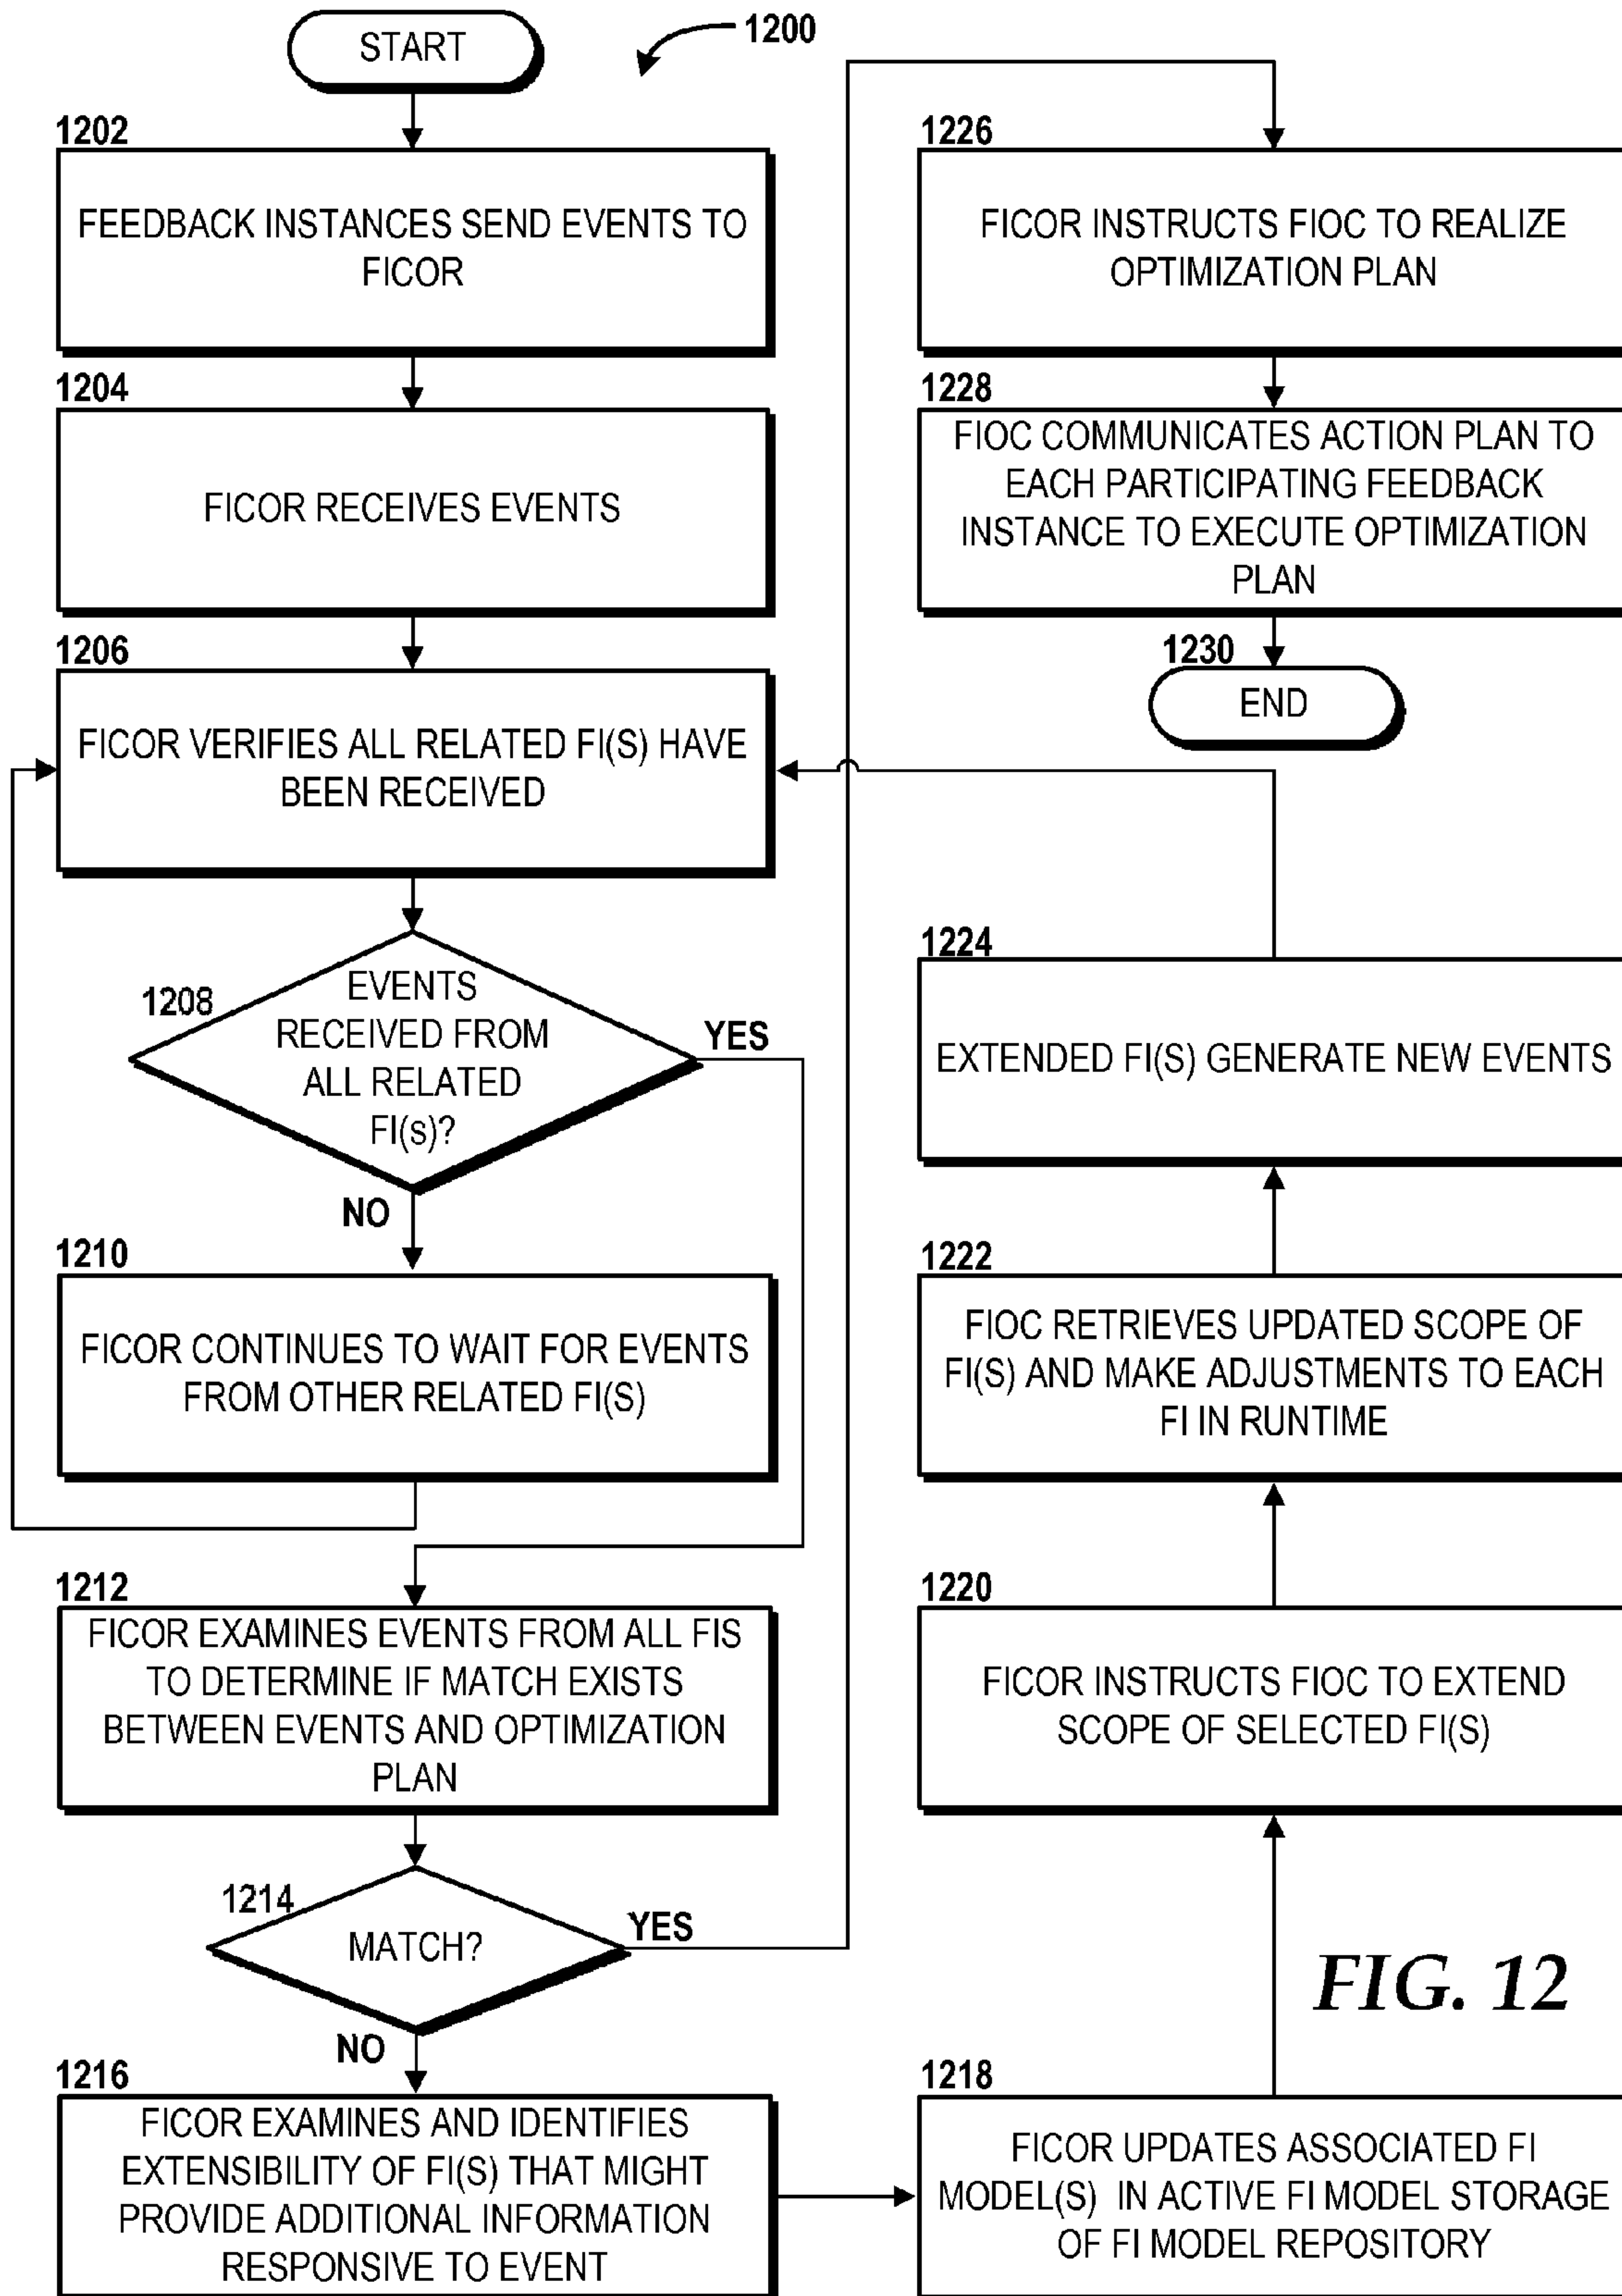 START
1200
1202
FEEDBACK INSTANCES SEND EVENTS TO
FICOR
1204
FICOR RECEIVES EVENTS
1206
FICOR VERIFIES ALL RELATED FI(S) HAVE
BEEN RECEIVED
1208
EVENTS
RECEIVED FROM
ALL RELATED
FI(s)?
YES
NO
1210
FICOR CONTINUES TO WAIT FOR EVENTS
FROM OTHER RELATED FI(S)
1212
FICOR EXAMINES EVENTS FROM ALL FIS
TO DETERMINE IF MATCH EXISTS
BETWEEN EVENTS AND OPTIMIZATION
PLAN
1214
MATCH?
YES
NO
1216
FICOR EXAMINES AND IDENTIFIES
EXTENSIBILITY OF FI(S) THAT MIGHT
PROVIDE ADDITIONAL INFORMATION
RESPONSIVE TO EVENT
1218
FICOR UPDATES ASSOCIATED FI
MODEL(S) IN ACTIVE FI MODEL STORAGE
OF FI MODEL REPOSITORY
1220
FICOR INSTRUCTS FIOC TO EXTEND
SCOPE OF SELECTED FI(S)
1222
FIOC RETRIEVES UPDATED SCOPE OF
FI(S) AND MAKE ADJUSTMENTS TO EACH
FI IN RUNTIME
1224
EXTENDED FI(S) GENERATE NEW EVENTS
1226
FICOR INSTRUCTS FIOC TO REALIZE
OPTIMIZATION PLAN
1228
FIOC COMMUNICATES ACTION PLAN TO
EACH PARTICIPATING FEEDBACK
INSTANCE TO EXECUTE OPTIMIZATION
PLAN
1230
END
FIG. 12